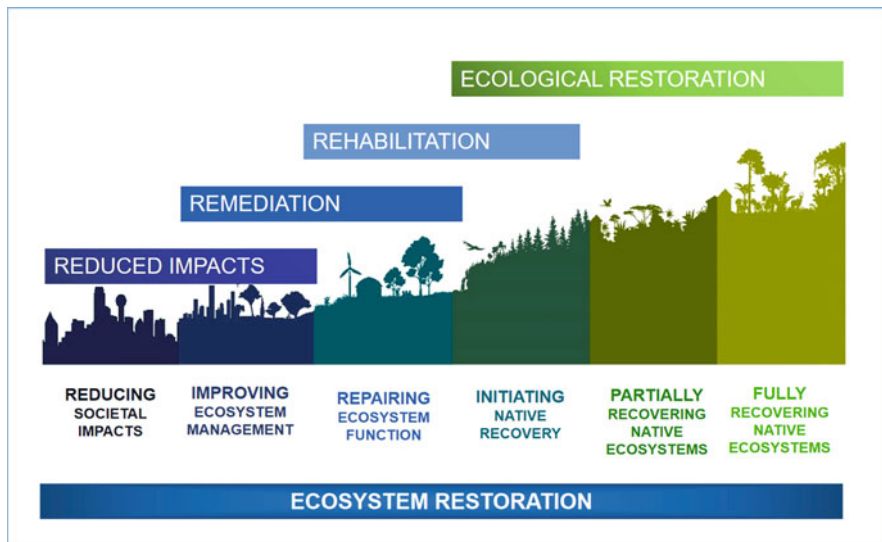 ECOLOGICAL RESTORATION
REHABILITATION
REMEDIATION
REDUCED IMPACTS
REDUCING
SOCIETAL
IMPACTS
IMPROVING
ECOSYSTEM
MANAGEMENT
REPAIRING
ECOSYSTEM
FUNCTION
INITIATING
NATIVE
RECOVERY
PARTIALLY
RECOVERING
NATIVE
ECOSYSTEMS
FULLY
RECOVERING
NATIVE
ECOSYSTEMS
ECOSYSTEM RESTORATION